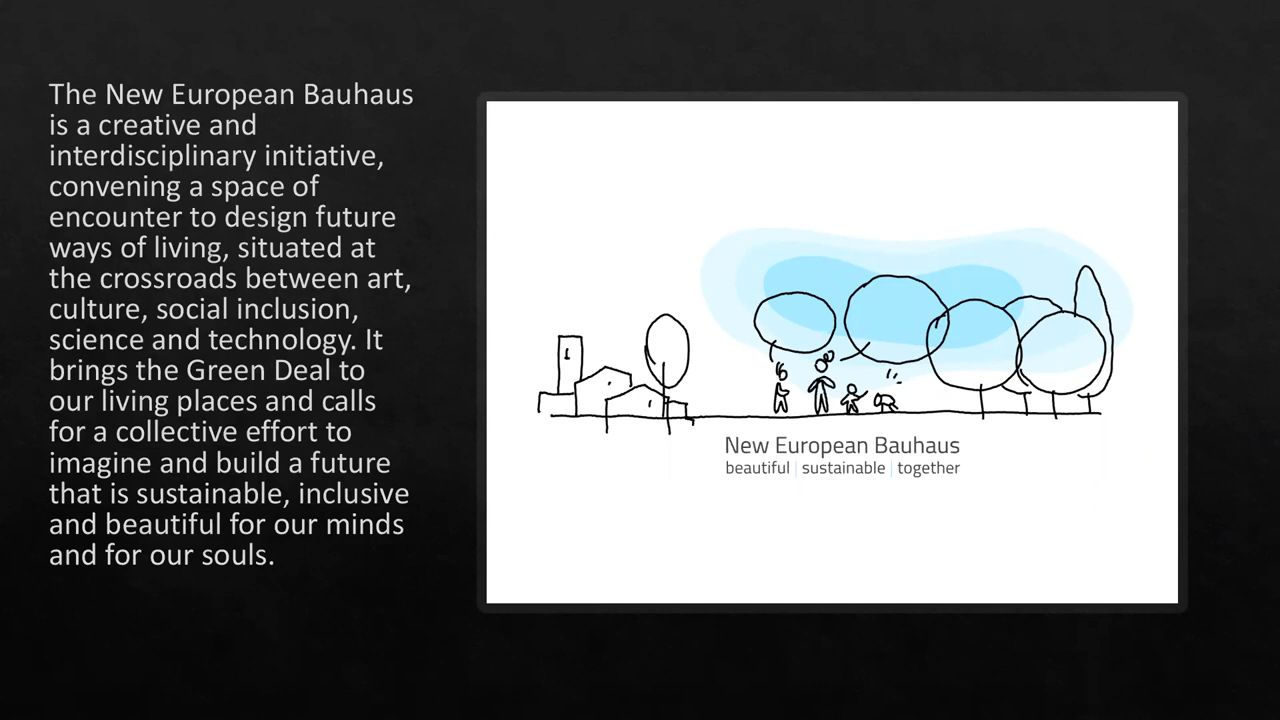 The New European Bauhaus
is a creative and
interdisciplinary initiative,
convening a space of
encounter to design future
ways of living, situated at
the crossroads between art,
culture, social inclusion,
science and technology. It
brings the Green Deal to
our living places and calls
for a collective effort to
imagine and build a future
that is sustainable, inclusive
and beautiful for our minds
and for our souls.
New European Bauhaus
beautiful | sustainable | together